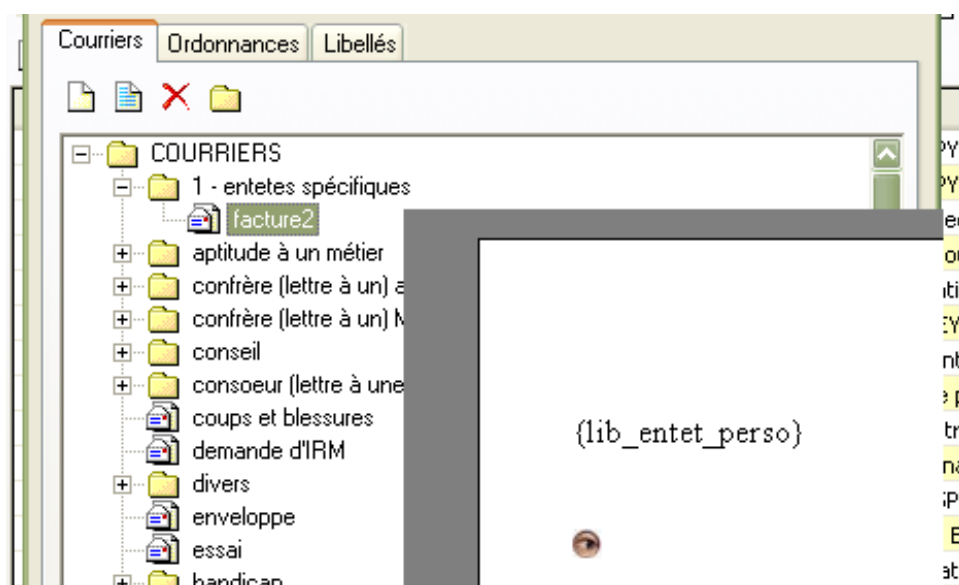 Courriers Ordonnances Libellés
COURRIERS
1 - entetes spécifiques
facture2
aptitude à un métier
confrère (lettre à un) a
confrère (lettre à un) M
conseil
consoeur (lettre à une
coups et blessures
demande d'IRM
divers
enveloppe
essai
handicap
{lib_entet_perso}